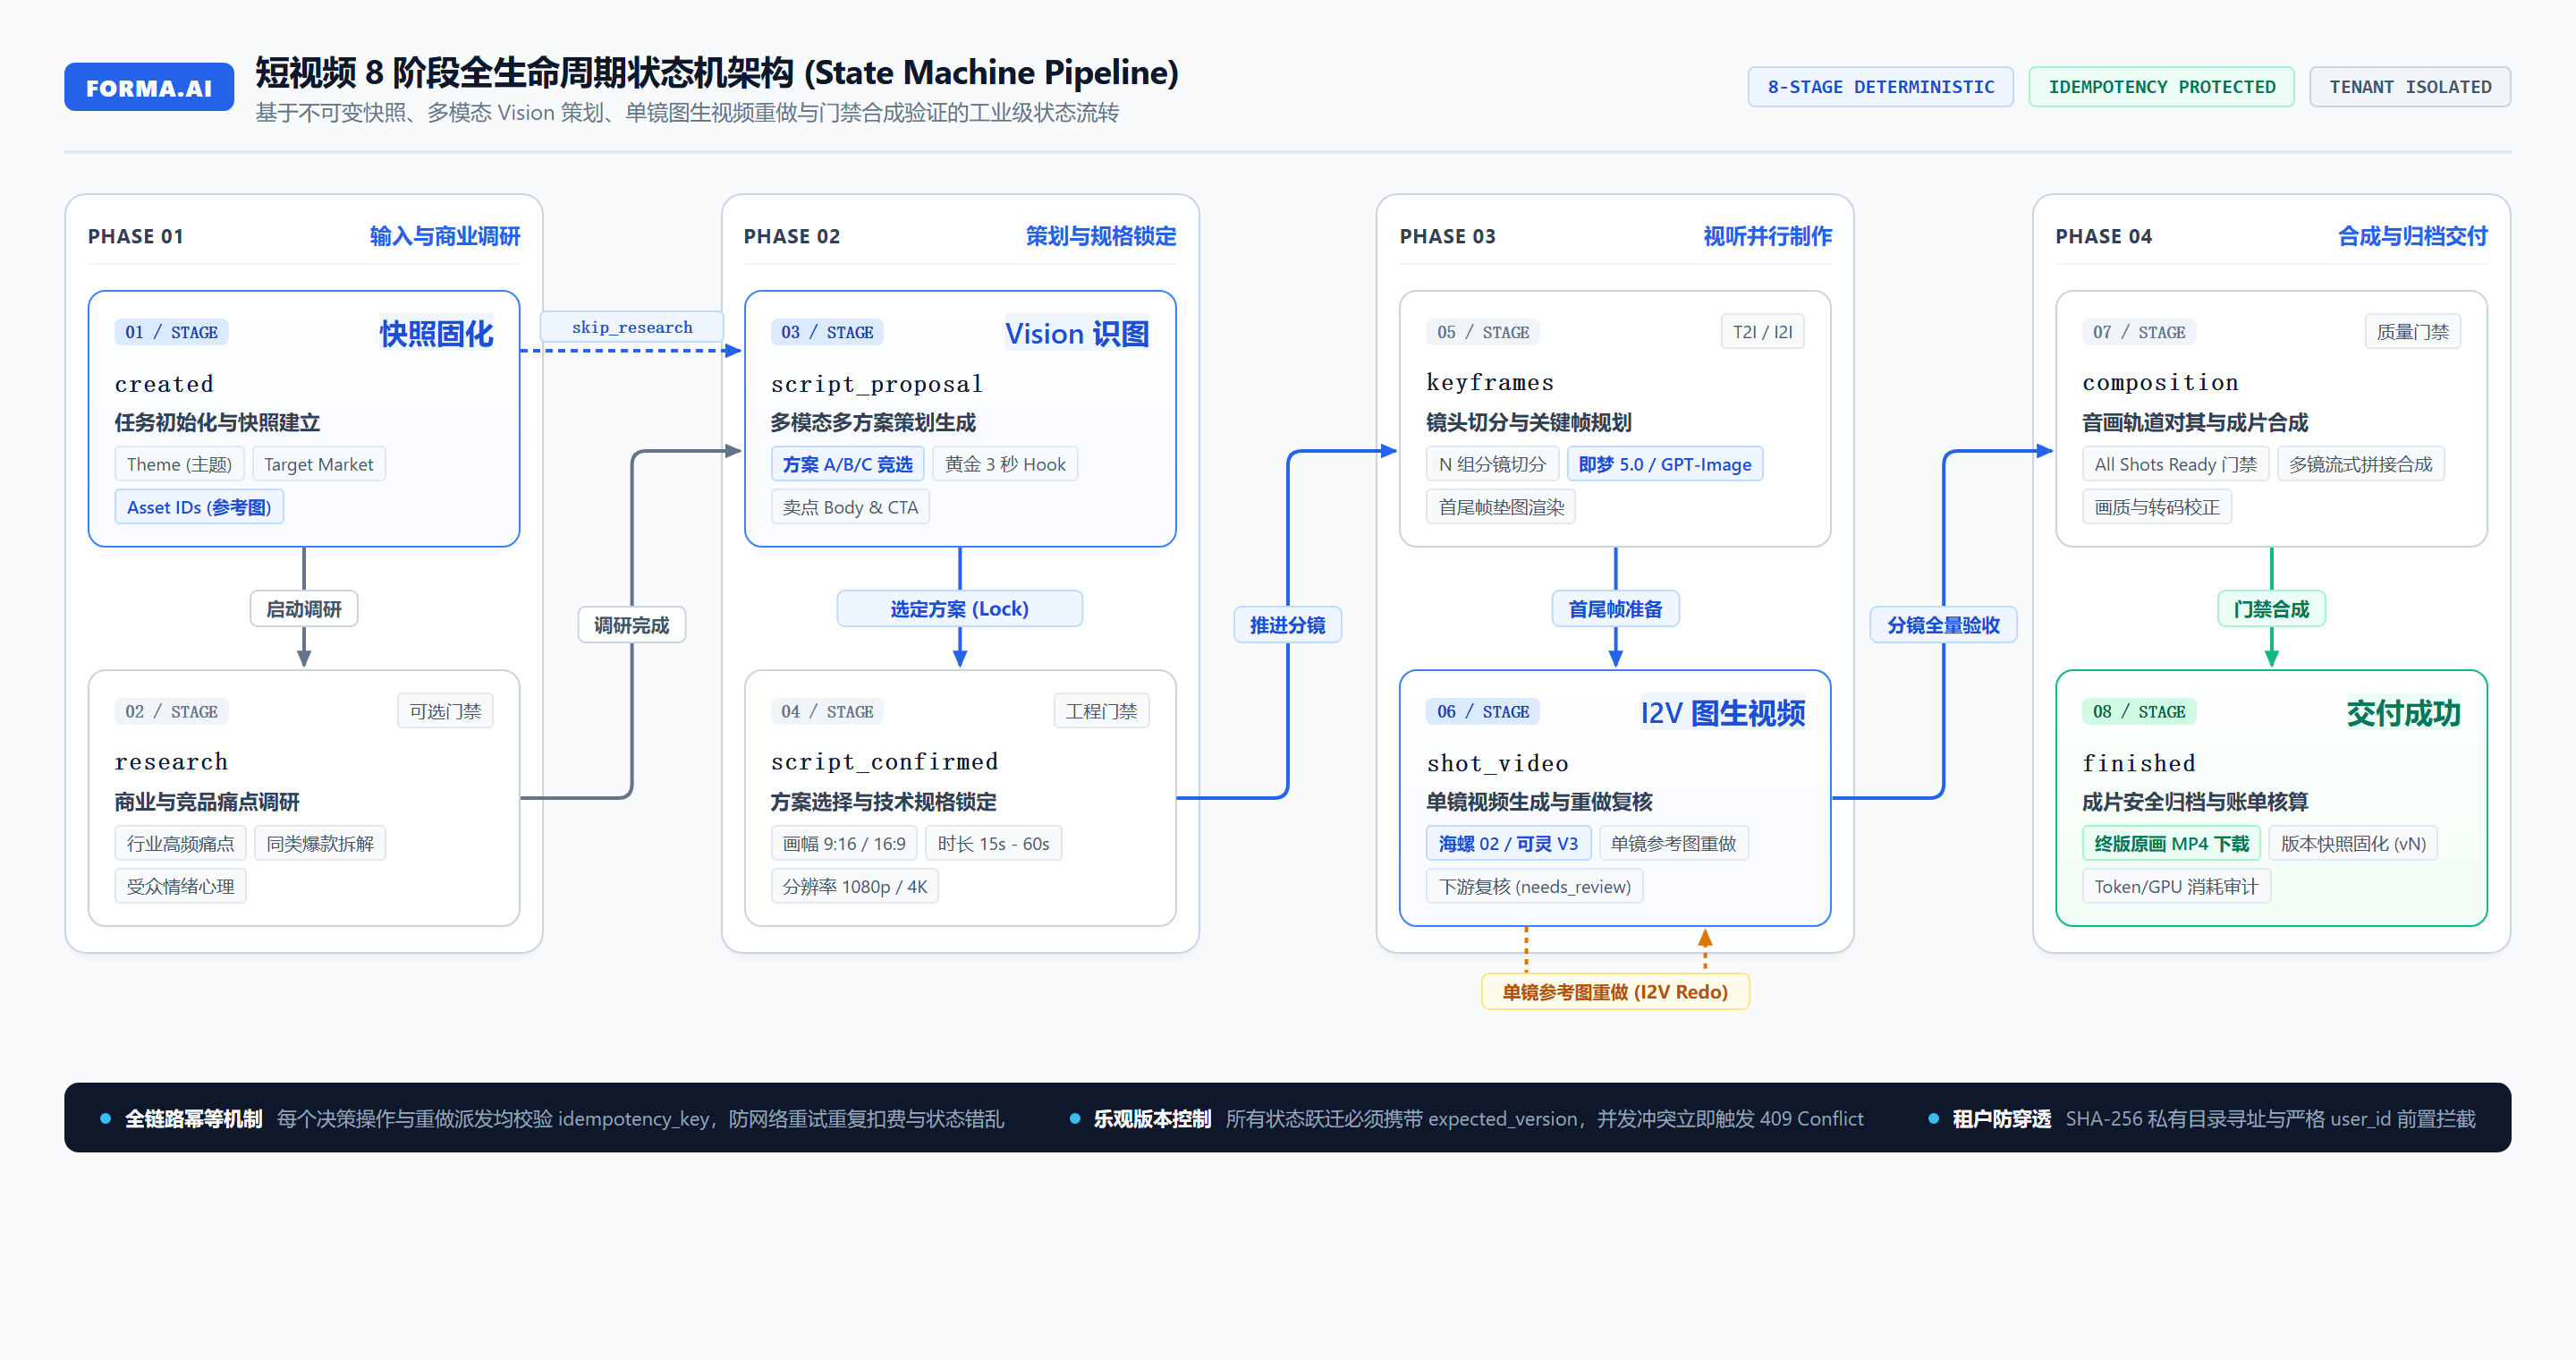 FORMA.AI
短视频 8 阶段全生命周期状态机架构 (State Machine Pipeline)
基于不可变快照、多模态 Vision 策划、单镜图生视频重做与门禁合成验证的工业级状态流转
8-STAGE DETERMINISTIC
IDEMPOTENCY PROTECTED
TENANT ISOLATED
PHASE 01
输入与商业调研
01 / STAGE
快照固化
created
任务初始化与快照建立
Theme (主题)
Target Market
Asset IDs (参考图)
启动调研
02 / STAGE
可选门禁
research
商业与竞品痛点调研
行业高频痛点
同类爆款拆解
受众情绪心理
skip_research
调研完成
PHASE 02
策划与规格锁定
03 / STAGE
Vision 识图
script_proposal
多模态多方案策划生成
方案 A/B/C 竞选
黄金 3 秒 Hook
卖点 Body & CTA
选定方案 (Lock)
04 / STAGE
工程门禁
script_confirmed
方案选择与技术规格锁定
画幅 9:16 / 16:9
时长 15s - 60s
分辨率 1080p / 4K
推进分镜
PHASE 03
视听并行制作
05 / STAGE
T2I / I2I
keyframes
镜头切分与关键帧规划
N 组分镜切分
即梦 5.0 / GPT-Image
首尾帧垫图渲染
首尾帧准备
06 / STAGE
I2V 图生视频
shot_video
单镜视频生成与重做复核
海螺 02 / 可灵 V3
单镜参考图重做
下游复核 (needs_review)
单镜参考图重做 (I2V Redo)
分镜全量验收
PHASE 04
合成与归档交付
07 / STAGE
质量门禁
composition
音画轨道对其与成片合成
All Shots Ready 门禁
多镜流式拼接合成
画质与转码校正
门禁合成
08 / STAGE
交付成功
finished
成片安全归档与账单核算
终版原画 MP4 下载
版本快照固化 (vN)
Token/GPU 消耗审计
全链路幂等机制 每个决策操作与重做派发均校验 idempotency_key，防网络重试重复扣费与状态错乱
乐观版本控制 所有状态跃迁必须携带 expected_version，并发冲突立即触发 409 Conflict
租户防穿透 SHA-256 私有目录寻址与严格 user_id 前置拦截